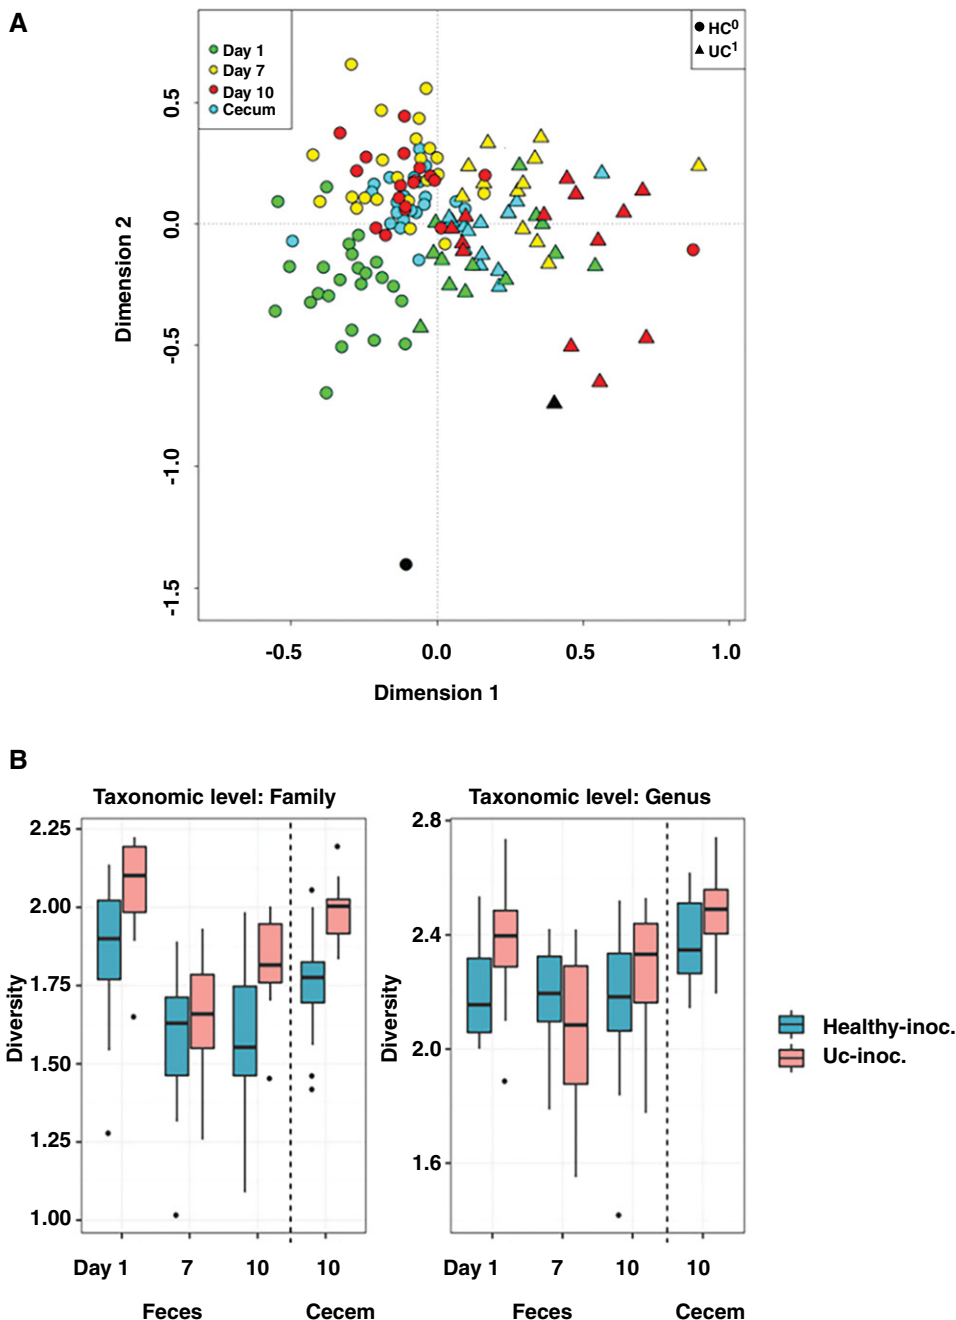 A
Day 1
Day 7
Day 10
Cecum
HC0
UC1
0.5
0.0
-0.5
-1.0
-1.5
Dimension 2
-0.5 0.0 0.5 1.0
Dimension 1
B
Taxonomic level: Family
2.25
2.00
1.75
1.50
1.25
1.00
Diversity
Day 1 7 10 10
Feces Cecem
Taxonomic level: Genus
2.8
2.4
2.0
1.6
Diversity
Day 1 7 10 10
Feces Cecem
Healthy-inoc.
Uc-inoc.